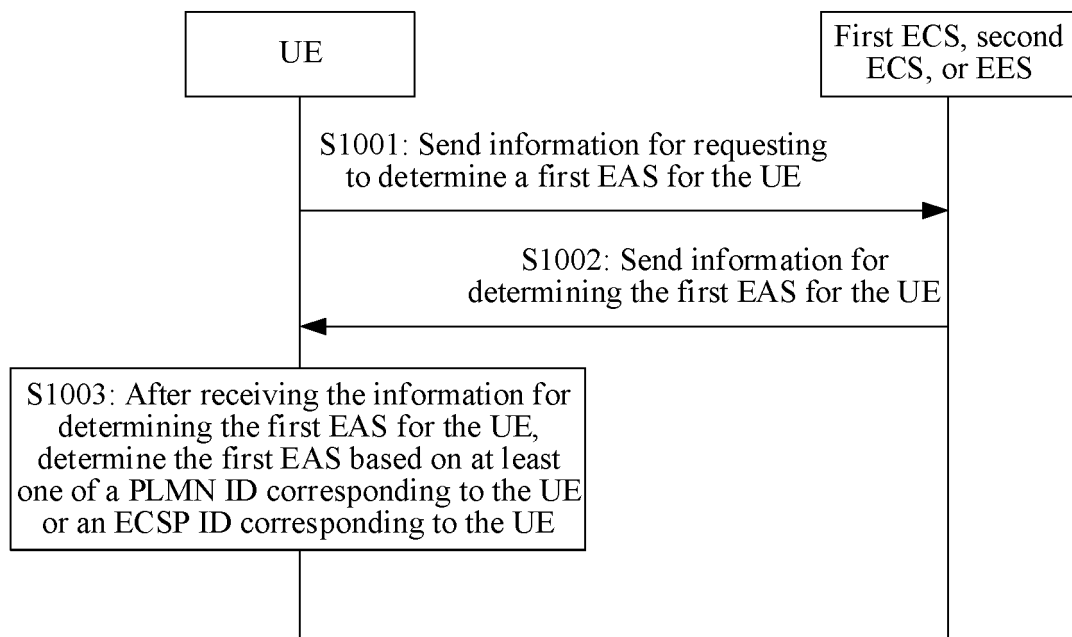 UE
First ECS, second
ECS, or EES
S1001: Send information for requesting
to determine a first EAS for the UE
S1002: Send information for
determining the first EAS for the UE
S1003: After receiving the information for
determining the first EAS for the UE,
determine the first EAS based on at least
one of a PLMN ID corresponding to the UE
or an ECSP ID corresponding to the UE